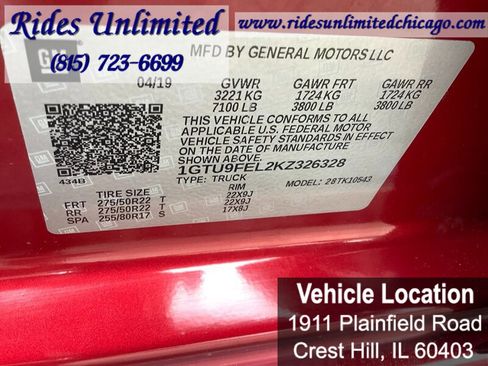 Rides Unlimited
(815) 723-6699
www.ridesunlimitedchicago.com
GM
MFD BY GENERAL MOTORS LLC
04/19 GVWR GAWR FRT GAWR RR
3221 KG 1724 KG 1724 KG
7100 LB 3800 LB 3800 LB
THIS VEHICLE CONFORMS TO ALL
APPLICABLE U.S. FEDERAL MOTOR
VEHICLE SAFETY STANDARDS IN EFFECT
ON THE DATE OF MANUFACTURE SHOWN ABOVE.
1GTU9FEL2KZ326328
TYPE: TRUCK MODEL: 28TK10543
434B
TIRE SIZE RIM
FRT 275/50R22 T 22X9J
RR 275/50R22 T 22X9J
SPA 255/80R17 S 17X8J
Vehicle Location
1911 Plainfield Road
Crest Hill, IL 60403